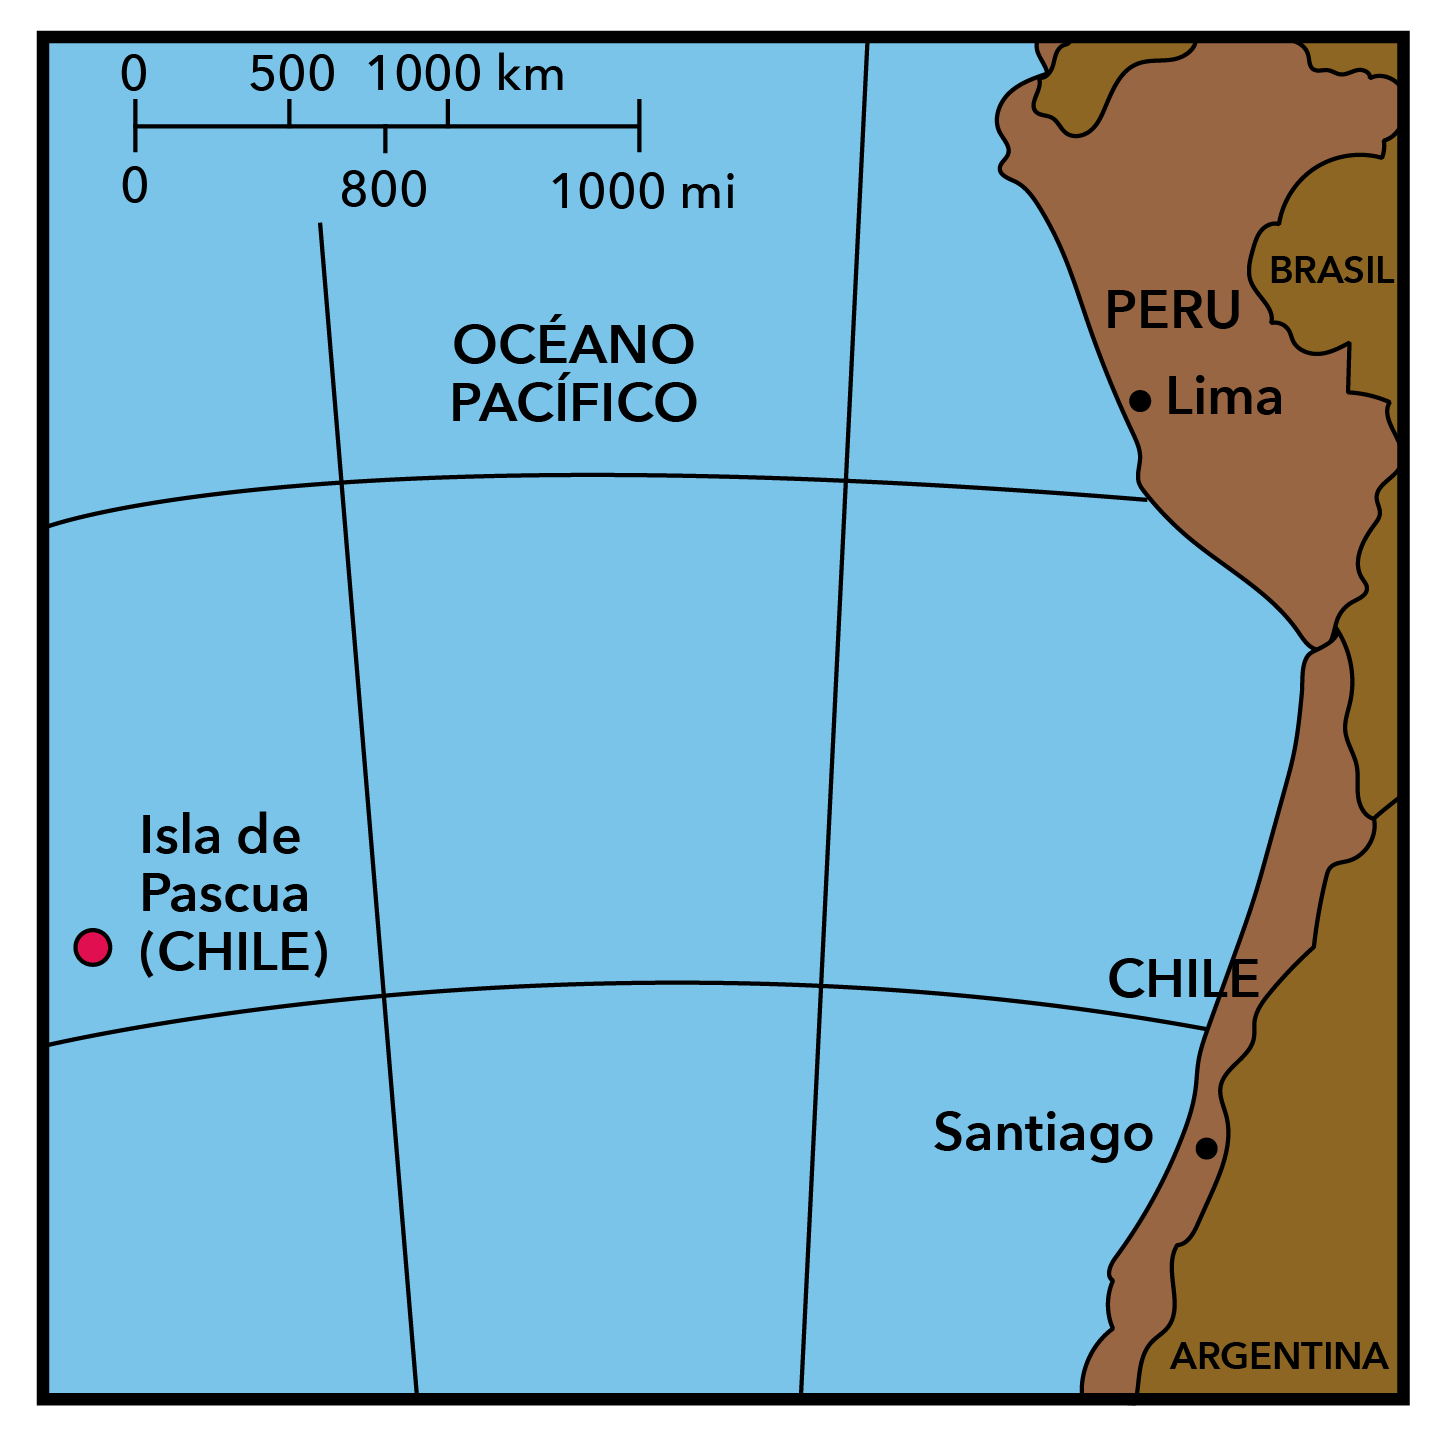 0 500 1000 km
0 800 1000 mi
OCÉANO
PACÍFICO
BRASIL
PERU
Lima
Isla de
Pascua
(CHILE)
CHILE
Santiago
ARGENTINA